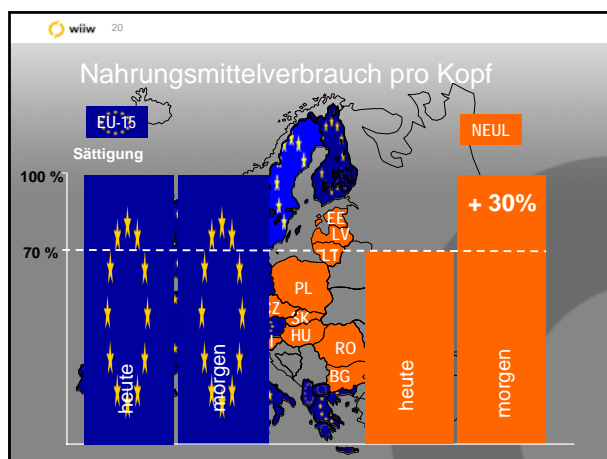 wiiw 20
Nahrungsmittelverbrauch pro Kopf
EU-15
NEUL
Sättigung
100 %
+ 30%
70 %
EE
LV
LT
PL
CZ
SK
HU
RO
BG
heute
morgen
heute
morgen